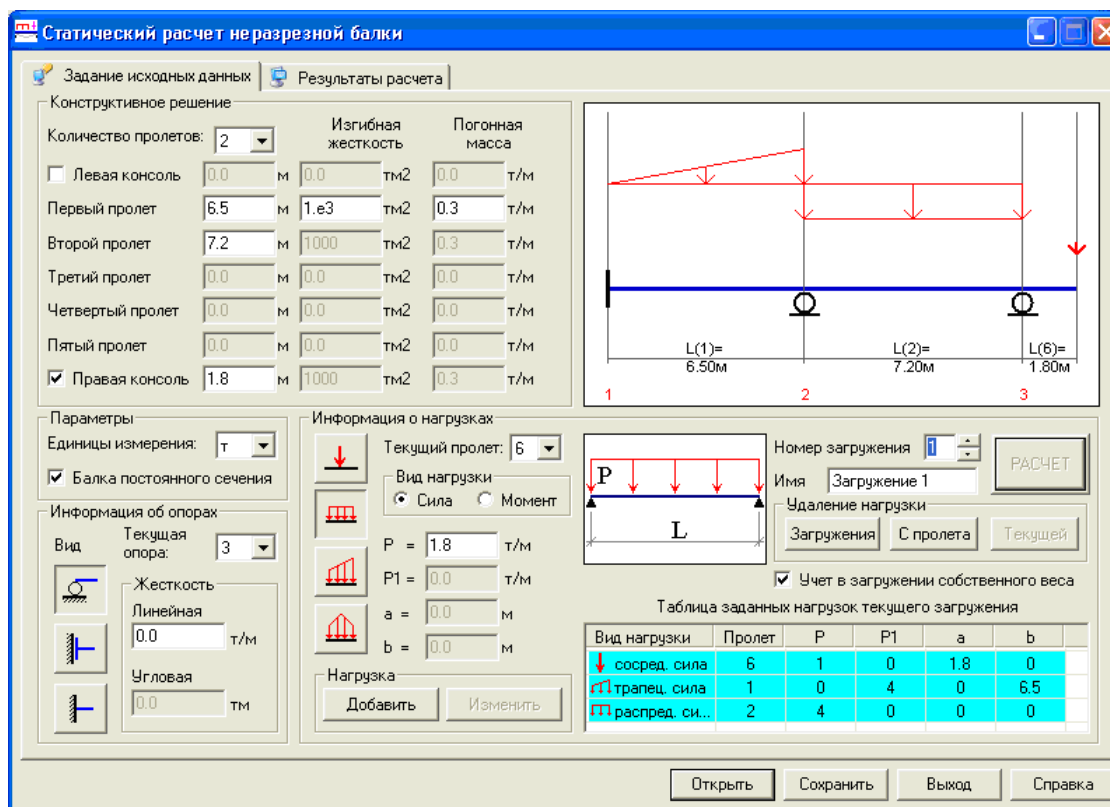 Статический расчет неразрезной балки
Задание исходных данных
Результаты расчета
Конструктивное решение
Количество пролетов: 2
Изгибная жесткость
Погонная масса
Левая консоль 0.0 м 0.0 тм2 0.0 т/м
Первый пролет 6.5 м 1.e3 тм2 0.3 т/м
Второй пролет 7.2 м 1000 тм2 0.3 т/м
Третий пролет 0.0 м 0.0 тм2 0.0 т/м
Четвертый пролет 0.0 м 0.0 тм2 0.0 т/м
Пятый пролет 0.0 м 0.0 тм2 0.0 т/м
Правая консоль 1.8 м 1000 тм2 0.3 т/м
L(1)= L(2)= L(6)=
6.50м 7.20м 1.80м
1 2 3
Параметры
Единицы измерения: т
Балка постоянного сечения
Информация об опорах
Вид
Текущая опора: 3
Жесткость
Линейная
0.0 т/м
Угловая
0.0 тм
Информация о нагрузках
Текущий пролет: 6
Вид нагрузки
Сила Момент
P = 1.8 т/м
P1 = 0.0 т/м
a = 0.0 м
b = 0.0 м
Нагрузка
Добавить Изменить
P
L
Номер загружения 1
Имя Загружение 1
РАСЧЕТ
Удаление нагрузки
Загружения С пролета Текущей
Учет в загружении собственного веса
Таблица заданных нагрузок текущего загружения
Вид нагрузки Пролет P P1 a b
сосред. сила 6 1 0 1.8 0
трапец. сила 1 0 4 0 6.5
распред. си... 2 4 0 0 0
Открыть Сохранить Выход Справка